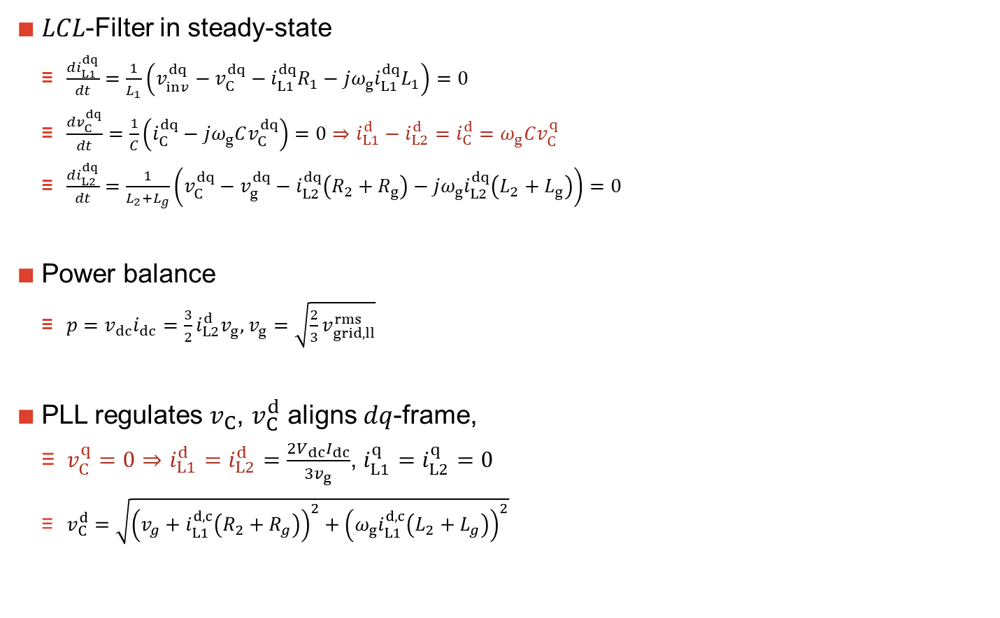 ■ 𝐿𝐶𝐿-Filter in steady-state
≡ $\frac{di_{\mathrm{L1}}^{\mathrm{dq}}}{dt} = \frac{1}{L_1}\left(v_{\mathrm{in}v}^{\mathrm{dq}} - v_{\mathrm{C}}^{\mathrm{dq}} - i_{\mathrm{L1}}^{\mathrm{dq}}R_1 - j\omega_{\mathrm{g}}i_{\mathrm{L1}}^{\mathrm{dq}}L_1\right) = 0$
≡ $\frac{dv_{\mathrm{C}}^{\mathrm{dq}}}{dt} = \frac{1}{C}\left(i_{\mathrm{C}}^{\mathrm{dq}} - j\omega_{\mathrm{g}}Cv_{\mathrm{C}}^{\mathrm{dq}}\right) = 0 \Rightarrow i_{\mathrm{L1}}^{\mathrm{d}} - i_{\mathrm{L2}}^{\mathrm{d}} = i_{\mathrm{C}}^{\mathrm{d}} = \omega_{\mathrm{g}}Cv_{\mathrm{C}}^{\mathrm{q}}$
≡ $\frac{di_{\mathrm{L2}}^{\mathrm{dq}}}{dt} = \frac{1}{L_2+L_g}\left(v_{\mathrm{C}}^{\mathrm{dq}} - v_{\mathrm{g}}^{\mathrm{dq}} - i_{\mathrm{L2}}^{\mathrm{dq}}(R_2 + R_{\mathrm{g}}) - j\omega_{\mathrm{g}}i_{\mathrm{L2}}^{\mathrm{dq}}(L_2 + L_{\mathrm{g}})\right) = 0$
■ Power balance
≡ $p = v_{\mathrm{dc}}i_{\mathrm{dc}} = \frac{3}{2}i_{\mathrm{L2}}^{\mathrm{d}}v_{\mathrm{g}}, v_{\mathrm{g}} = \sqrt{\frac{2}{3}v_{\mathrm{grid,ll}}^{\mathrm{rms}}}$
■ PLL regulates $v_{\mathrm{C}}$, $v_{\mathrm{C}}^{\mathrm{d}}$ aligns $dq$-frame,
≡ $v_{\mathrm{C}}^{\mathrm{q}} = 0 \Rightarrow i_{\mathrm{L1}}^{\mathrm{d}} = i_{\mathrm{L2}}^{\mathrm{d}} = \frac{2V_{\mathrm{dc}}I_{\mathrm{dc}}}{3v_{\mathrm{g}}}, i_{\mathrm{L1}}^{\mathrm{q}} = i_{\mathrm{L2}}^{\mathrm{q}} = 0$
≡ $v_{\mathrm{C}}^{\mathrm{d}} = \sqrt{\left(v_g + i_{\mathrm{L1}}^{\mathrm{d,c}}(R_2 + R_g)\right)^2 + \left(\omega_{\mathrm{g}}i_{\mathrm{L1}}^{\mathrm{d,c}}(L_2 + L_g)\right)^2}$